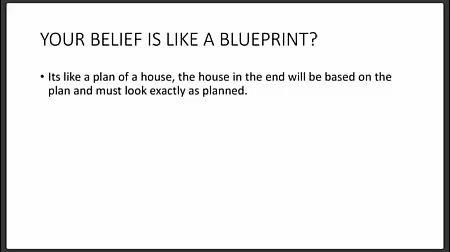 YOUR BELIEF IS LIKE A BLUEPRINT?
• Its like a plan of a house, the house in the end will be based on the
plan and must look exactly as planned.